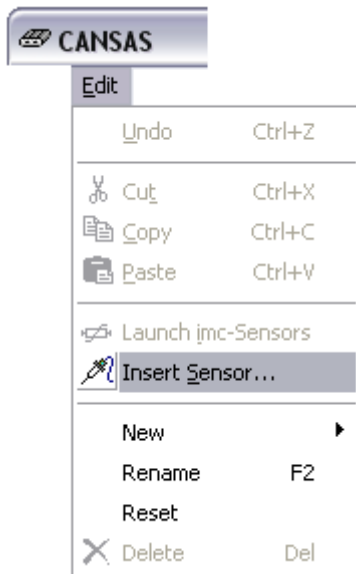 CANSAS
Edit
Undo Ctrl+Z
Cut Ctrl+X
Copy Ctrl+C
Paste Ctrl+V
Launch imc-Sensors
Insert Sensor...
New
Rename F2
Reset
Delete Del